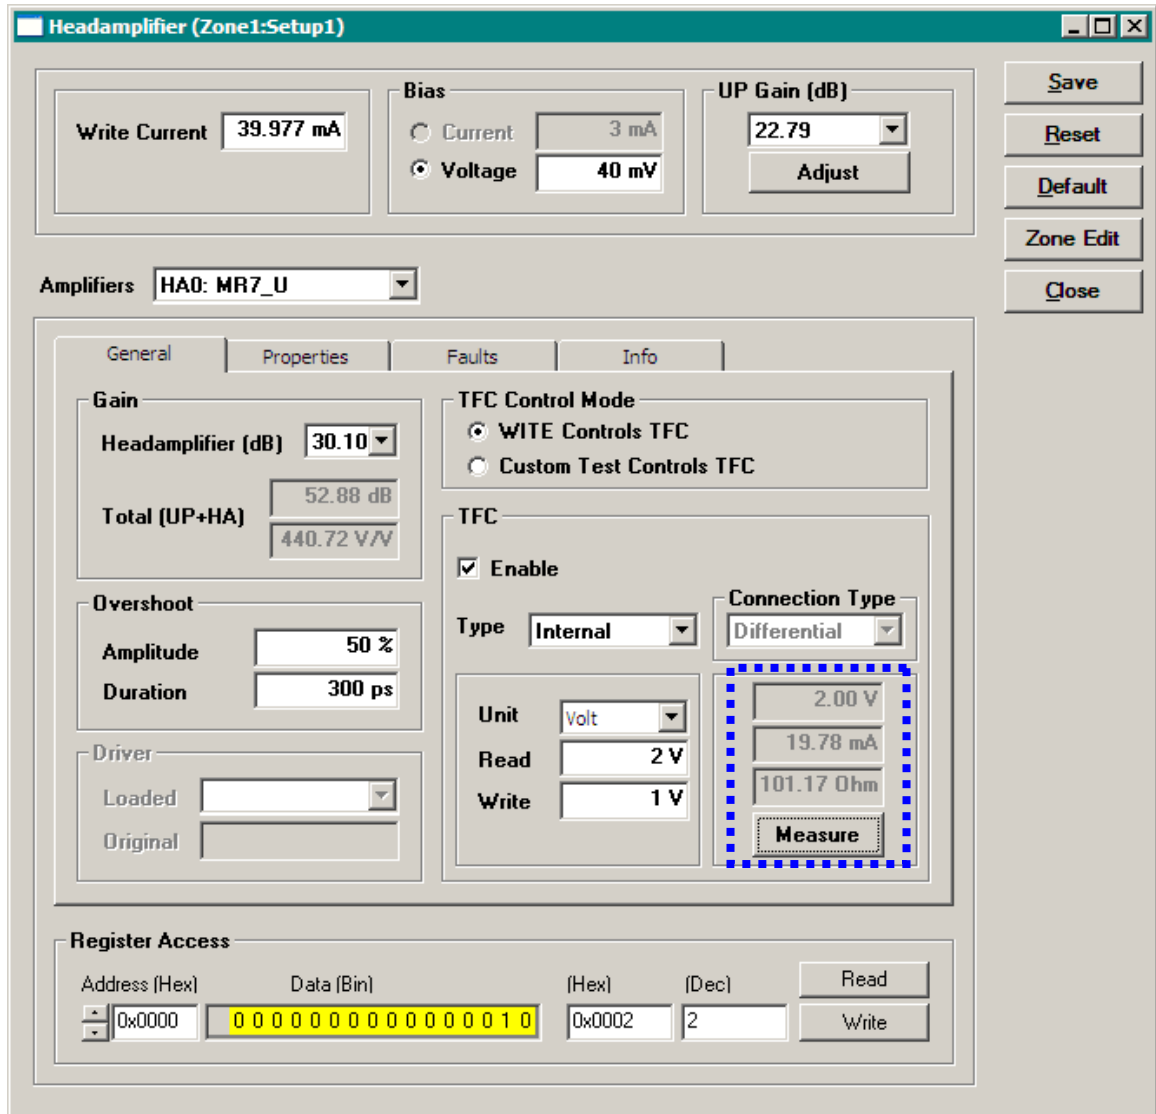 Headamplifier (Zone1:Setup1)
Save
Reset
Default
Zone Edit
Close
Write Current 39.977 mA
Bias
Current 3 mA
Voltage 40 mV
UP Gain (dB)
22.79
Adjust
Amplifiers HA0: MR7_U
General Properties Faults Info
Gain
Headamplifier (dB) 30.10
Total (UP+HA) 52.88 dB
440.72 V/V
Overshoot
Amplitude 50 %
Duration 300 ps
Driver
Loaded
Original
TFC Control Mode
WITE Controls TFC
Custom Test Controls TFC
TFC
Enable
Type Internal
Connection Type
Differential
Unit Volt
Read 2 V
Write 1 V
2.00 V
19.78 mA
101.17 Ohm
Measure
Register Access
Address (Hex) Data (Bin) (Hex) (Dec)
0x0000 0 0 0 0 0 0 0 0 0 0 0 0 0 0 1 0 0x0002 2
Read
Write